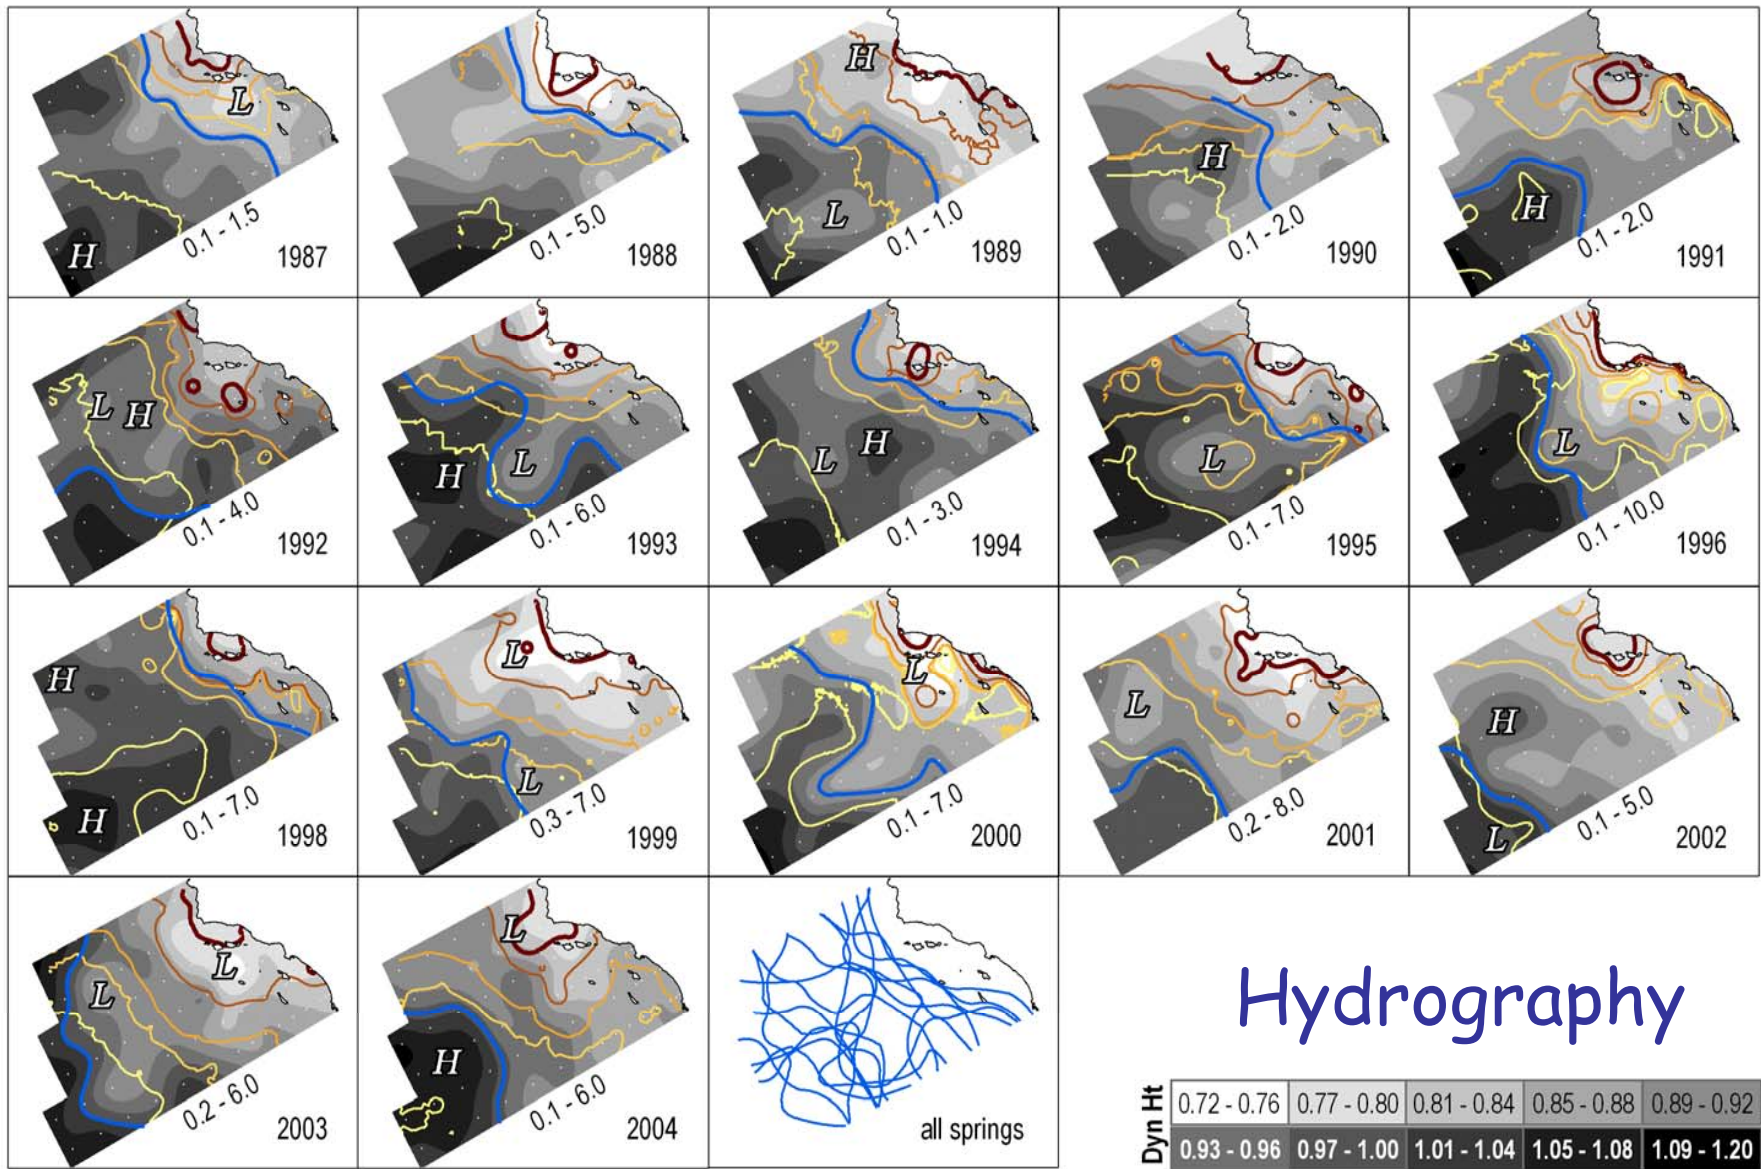 L
H
0.1 - 1.5
1987
0.1 - 5.0
1988
H
L
0.1 - 1.0
1989
H
0.1 - 2.0
1990
H
0.1 - 2.0
1991
L H
0.1 - 4.0
1992
H L
0.1 - 6.0
1993
L H
0.1 - 3.0
1994
L
0.1 - 7.0
1995
L
0.1 - 10.0
1996
H
H
0.1 - 7.0
1998
L
L
0.3 - 7.0
1999
L
0.1 - 7.0
2000
L
0.2 - 8.0
2001
H
L
0.1 - 5.0
2002
L
L
0.2 - 6.0
2003
L
H
0.1 - 6.0
2004
all springs
Hydrography
Dyn Ht
0.72 - 0.76 0.77 - 0.80 0.81 - 0.84 0.85 - 0.88 0.89 - 0.92
0.93 - 0.96 0.97 - 1.00 1.01 - 1.04 1.05 - 1.08 1.09 - 1.20